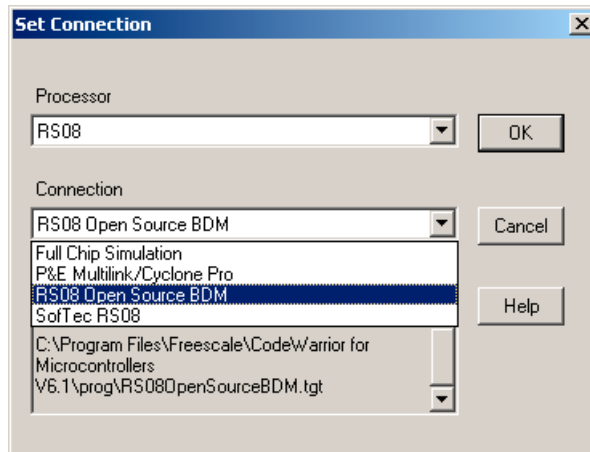 Set Connection
Processor
RS08
OK
Connection
RS08 Open Source BDM
Cancel
Full Chip Simulation
P&E Multilink/Cyclone Pro
RS08 Open Source BDM
SofTec RS08
Help
C:\Program Files\Freescale\CodeWarrior for
Microcontrollers
V6.1\prog\RS08OpenSourceBDM.tgt